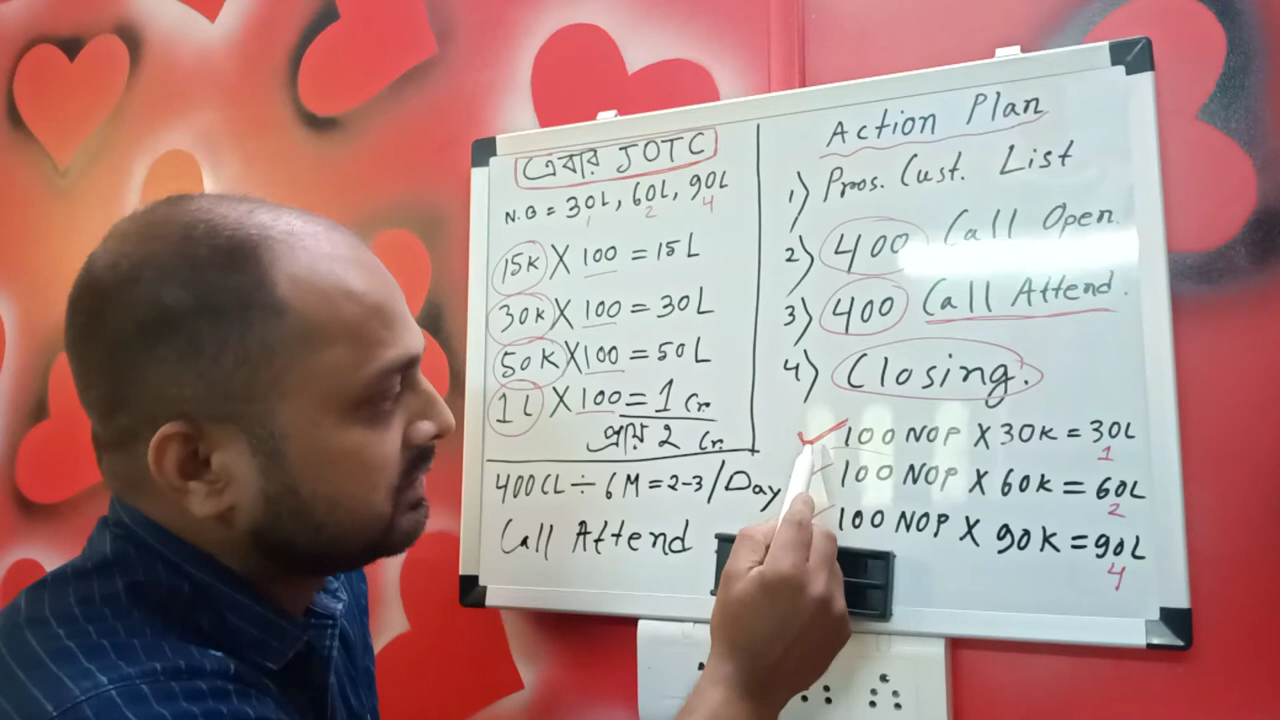 এবার JOTC
N.B = 30L, 60L, 90L
1 2 4
15K X 100 = 15L
30K X 100 = 30L
50K X 100 = 50L
1L X 100 = 1 Cr.
প্রায় 2 Cr.
400CL ÷ 6M = 2-3/Day
Call Attend
Action Plan
1) Pros. Cust. List
2) 400 Call Open.
3) 400 Call Attend.
4) Closing.
100 NOP X 30K = 30L
1
100 NOP X 60K = 60L
2
100 NOP X 90K = 90L
4